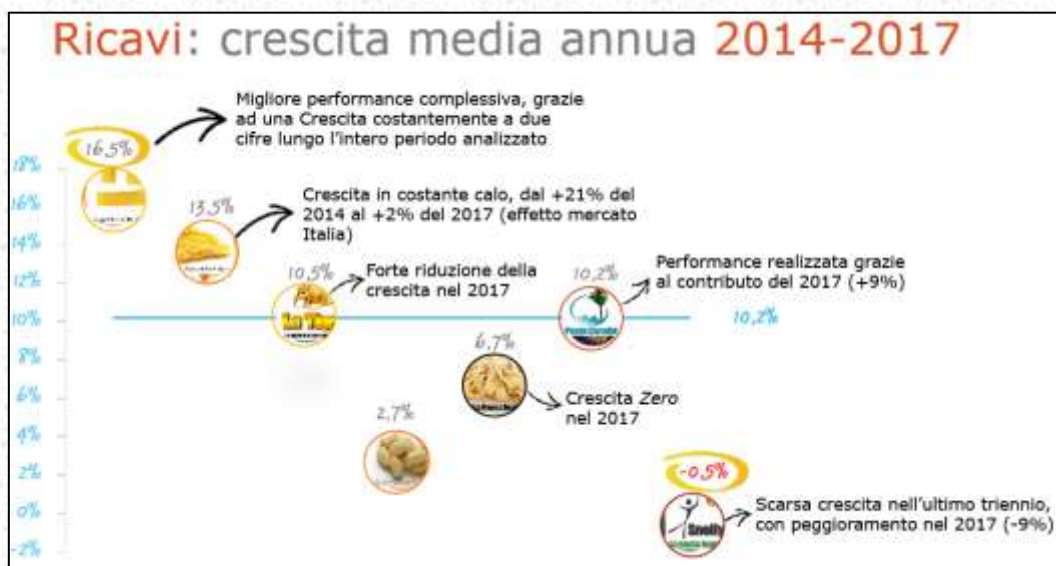 Ricavi: crescita media annua 2014-2017
Migliore performance complessiva, grazie
ad una Crescita costantemente a due
cifre lungo l'intero periodo analizzato
16,5%
18%
16%
14%
12%
10%
8%
6%
4%
2%
0%
-2%
13,5%
Crescita in costante calo, dal +21% del
2014 al +2% del 2017 (effetto mercato
Italia)
10,5%
Forte riduzione della
crescita nel 2017
10,2%
Performance realizzata grazie
al contributo del 2017 (+9%)
10,2%
6,7%
Crescita Zero
nel 2017
2,7%
-0,5%
Snelly
Scarsa crescita nell'ultimo triennio,
con peggioramento nel 2017 (-9%)